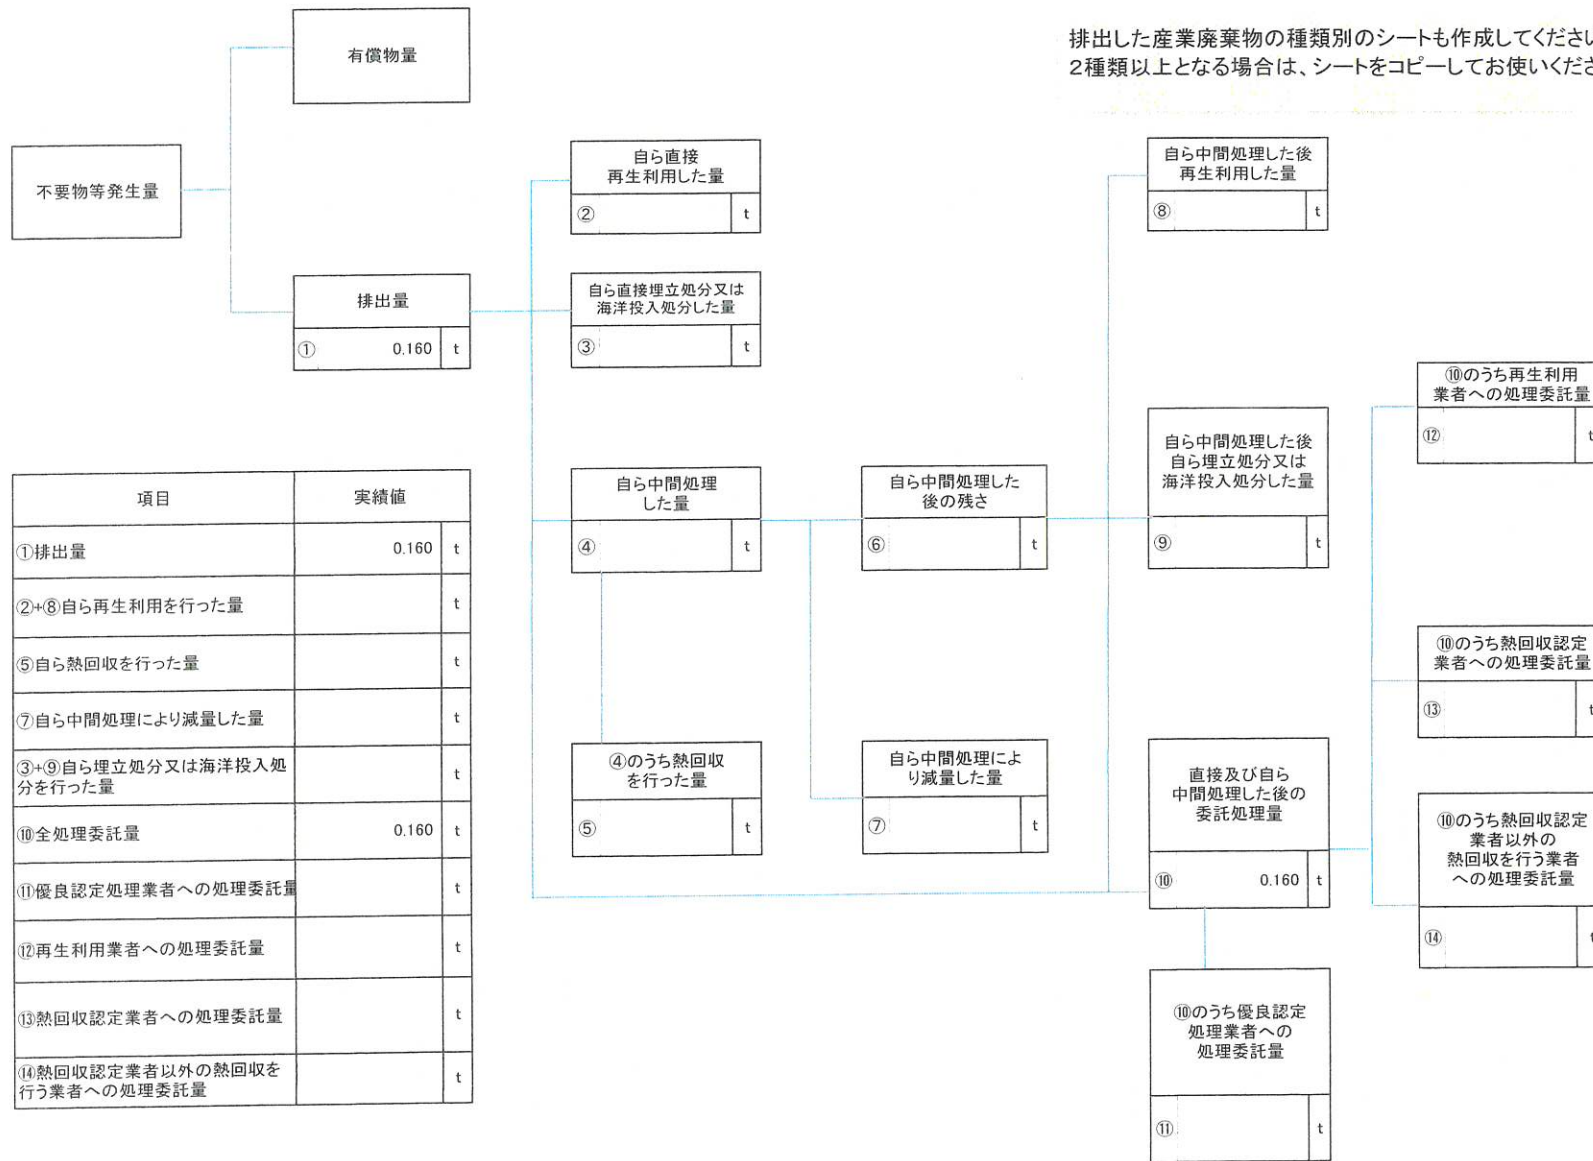 排出した産業廃棄物の種類別のシートも作成してください
2種類以上となる場合は、シートをコピーしてお使いくださ
有償物量
不要物等発生量
排出量
① 0.160 t
自ら直接
再生利用した量
② t
自ら直接埋立処分又は
海洋投入処分した量
③ t
自ら中間処理
した量
④ t
④のうち熱回収
を行った量
⑤ t
自ら中間処理した
後の残さ
⑥ t
自ら中間処理によ
り減量した量
⑦ t
自ら中間処理した後
再生利用した量
⑧ t
自ら中間処理した後
自ら埋立処分又は
海洋投入処分した量
⑨ t
直接及び自ら
中間処理した後の
委託処理量
⑩ 0.160 t
⑩のうち優良認定
処理業者への
処理委託量
⑪ t
⑩のうち再生利用
業者への処理委託量
⑫ t
⑩のうち熱回収認定
業者への処理委託量
⑬ t
⑩のうち熱回収認定
業者以外の
熱回収を行う業者
への処理委託量
⑭ t
項目 実績値
①排出量 0.160 t
②+⑧自ら再生利用を行った量 t
⑤自ら熱回収を行った量 t
⑦自ら中間処理により減量した量 t
③+⑨自ら埋立処分又は海洋投入処
分を行った量 t
⑩全処理委託量 0.160 t
⑪優良認定処理業者への処理委託量 t
⑫再生利用業者への処理委託量 t
⑬熱回収認定業者への処理委託量 t
⑭熱回収認定業者以外の熱回収を
行う業者への処理委託量 t